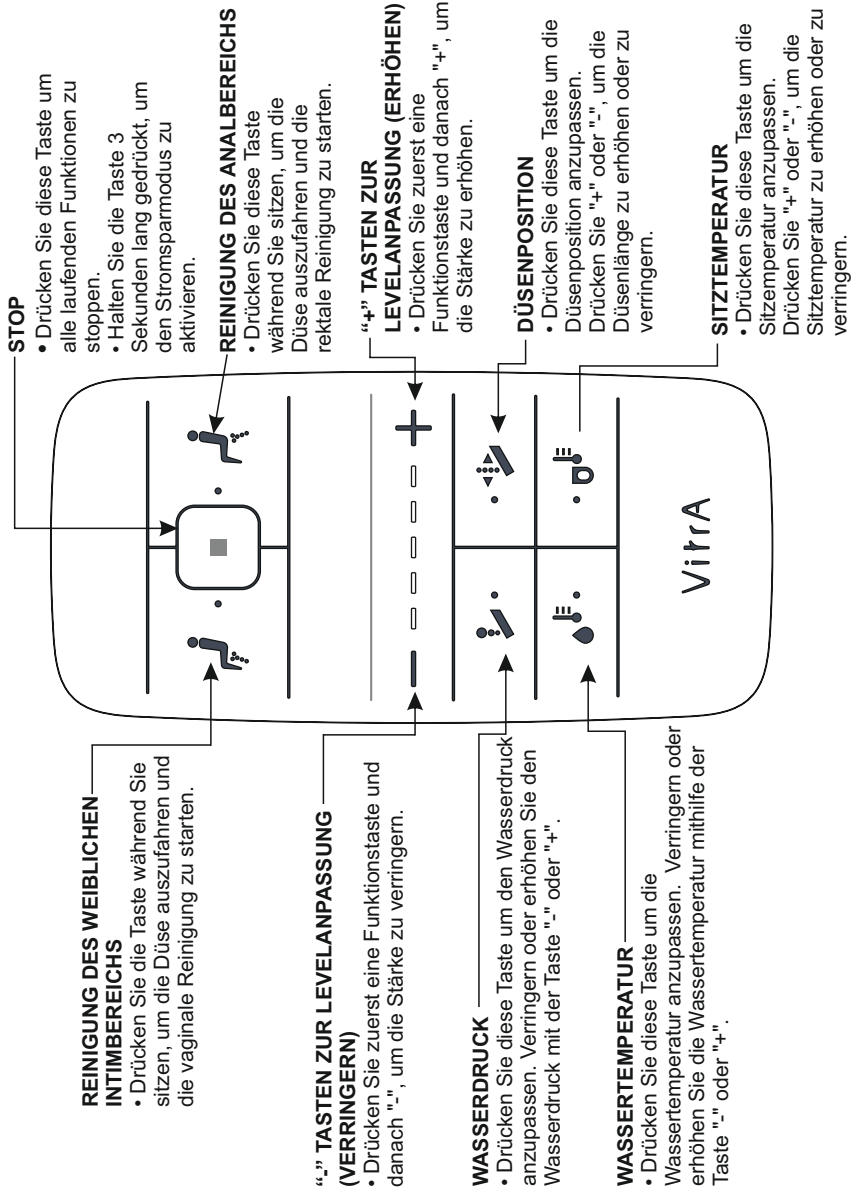 STOP
• Drücken Sie diese Taste um
alle laufenden Funktionen zu
stoppen.
• Halten Sie die Taste 3
Sekunden lang gedrückt, um
den Stromsparmodus zu
aktivieren.
REINIGUNG DES ANALBEREICHS
• Drücken Sie diese Taste
während Sie sitzen, um die
Düse auszufahren und die
rektale Reinigung zu starten.
“+” TASTEN ZUR
LEVELANPASSUNG (ERHÖHEN)
• Drücken Sie zuerst eine
Funktionstaste und danach "+", um
die Stärke zu erhöhen.
DÜSENPOSITION
• Drücken Sie diese Taste um die
Düsenposition anzupassen.
Drücken Sie "+" oder "-", um die
Düsenlänge zu erhöhen oder zu
verringern.
SITZTEMPERATUR
• Drücken Sie diese Taste um die
Sitzemperatur anzupassen.
Drücken Sie "+" oder "-", um die
Sitztemperatur zu erhöhen oder zu
verringern.
VitrA
REINIGUNG DES WEIBLICHEN
INTIMBEREICHS
• Drücken Sie die Taste während Sie
sitzen, um die Düse auszufahren und
die vaginale Reinigung zu starten.
“-” TASTEN ZUR LEVELANPASSUNG
(VERRINGERN)
• Drücken Sie zuerst eine Funktionstaste und
danach "-", um die Stärke zu verringern.
WASSERDRUCK
• Drücken Sie diese Taste um den Wasserdruck
anzupassen. Verringern oder erhöhen Sie den
Wasserdruck mit der Taste "-" oder "+".
WASSERTEMPERATUR
• Drücken Sie diese Taste um die
Wassertemperatur anzupassen. Verringern oder
erhöhen Sie die Wassertemperatur mithilfe der
Taste "-" oder "+".